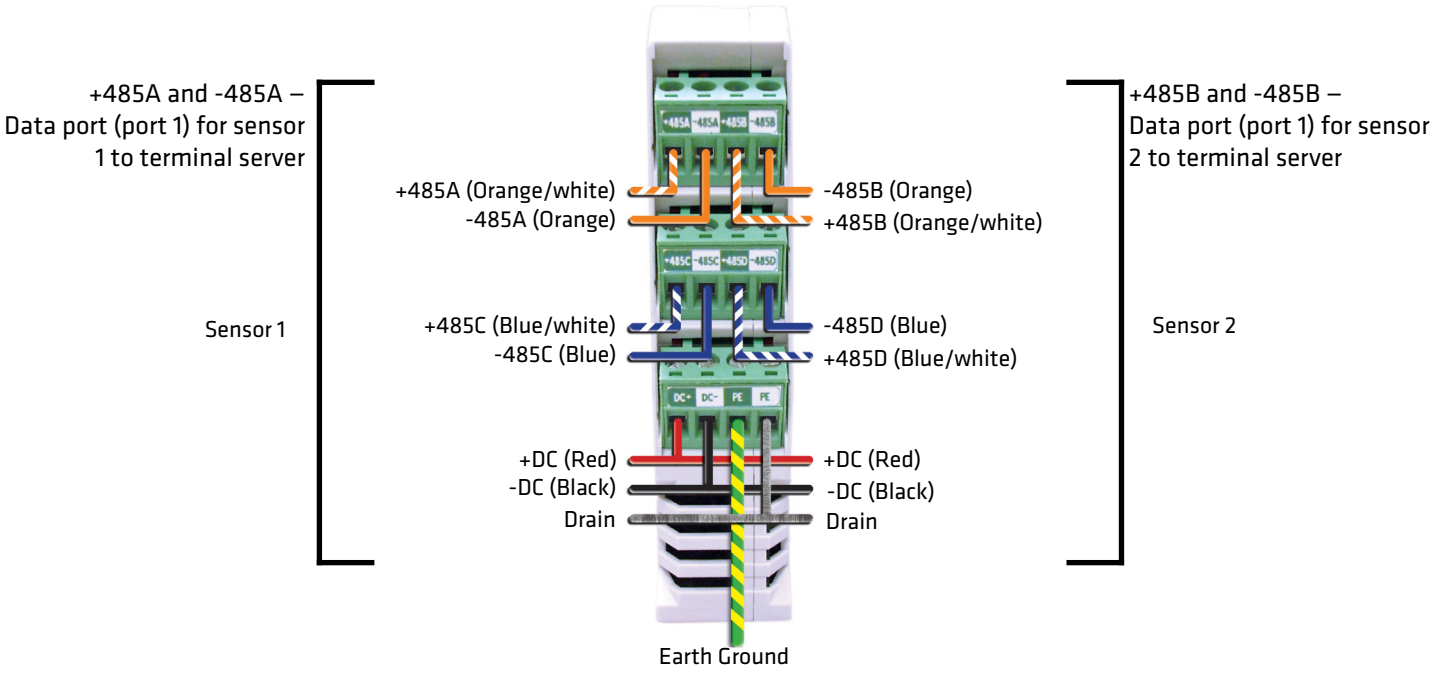 +485A and -485A –
Data port (port 1) for sensor
1 to terminal server
+485B and -485B –
Data port (port 1) for sensor
2 to terminal server
+485A -485A +485B -485B
+485A (Orange/white)
-485A (Orange)
-485B (Orange)
+485B (Orange/white)
+485C -485C +485D -485D
Sensor 1
+485C (Blue/white)
-485C (Blue)
-485D (Blue)
+485D (Blue/white)
Sensor 2
DC+ DC- PE PE
+DC (Red)
-DC (Black)
Drain
+DC (Red)
-DC (Black)
Drain
Earth Ground